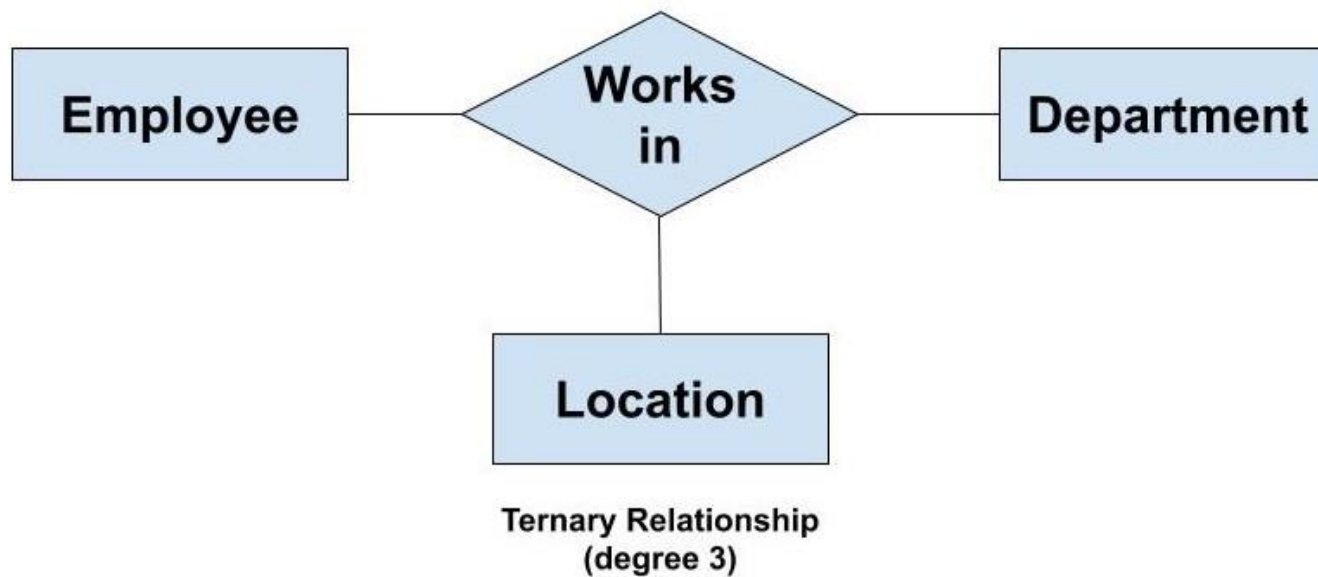 Employee
Works
in
Department
Location
Ternary Relationship
(degree 3)